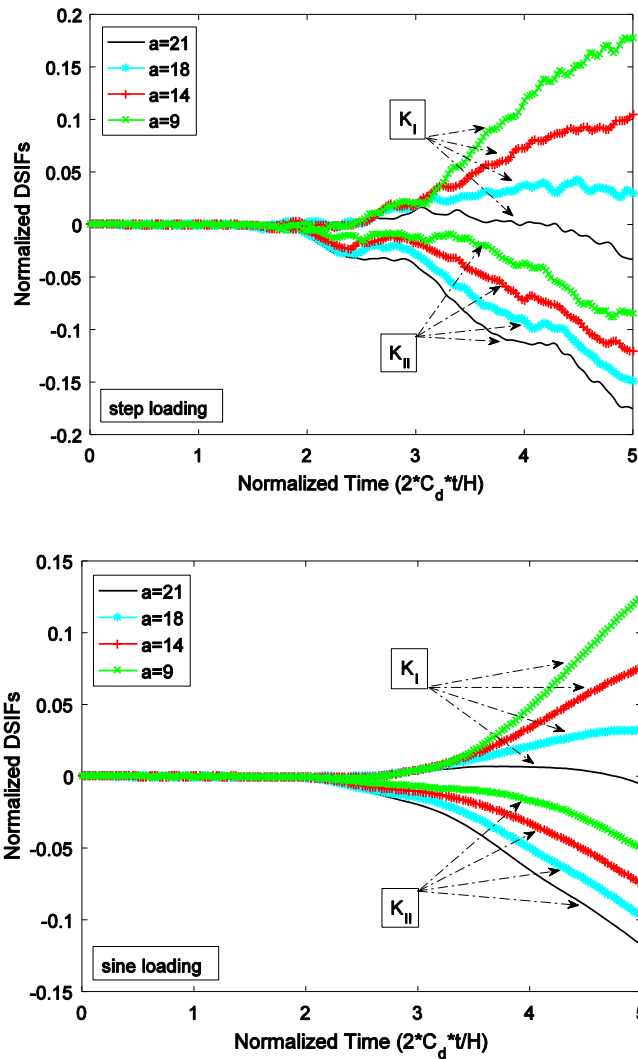 0.2
0.15
0.1
0.05
0
-0.05
-0.1
-0.15
-0.2
Normalized DSIFs
a=21
a=18
a=14
a=9
K_I
K_II
step loading
0 1 2 3 4 5
Normalized Time (2*C_d*t/H)
0.15
0.1
0.05
0
-0.05
-0.1
-0.15
Normalized DSIFs
a=21
a=18
a=14
a=9
K_I
K_II
sine loading
0 1 2 3 4 5
Normalized Time (2*C_d*t/H)